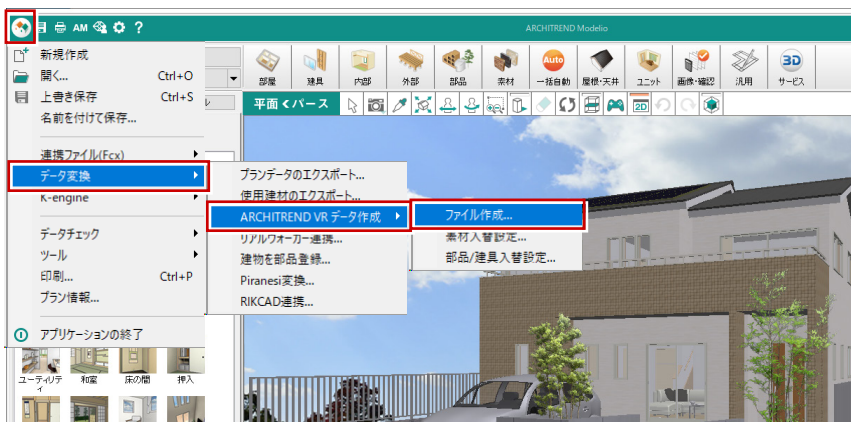 AM ?
ARCHITREND Modelio
新規作成
開く... Ctrl+O
上書き保存 Ctrl+S
名前を付けて保存...
連携ファイル(Fcx)
データ変換
K-engine
データチェック
ツール
印刷... Ctrl+P
プラン情報...
アプリケーションの終了
プランデータのエクスポート...
使用建材のエクスポート...
ARCHITREND VR データ作成
リアルウォーカー連携...
建物を部品登録...
Piranesi変換...
RIKCAD連携...
ファイル作成...
素材入替設定...
部品/建具入替設定...
Auto 3D
部屋 建具 内部 外部 部品 素材 一括自動 屋根・天井 ユニット 画像・確認 汎用 サービス
平面 < パース
2D
ユーティリティ 和室 床の間 押入